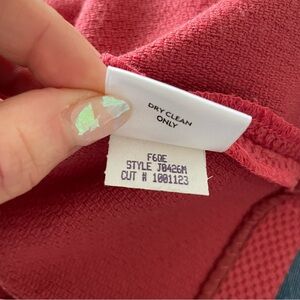 DRY CLEAN
ONLY
F60E
STYLE J0426M
CUT # 1001123